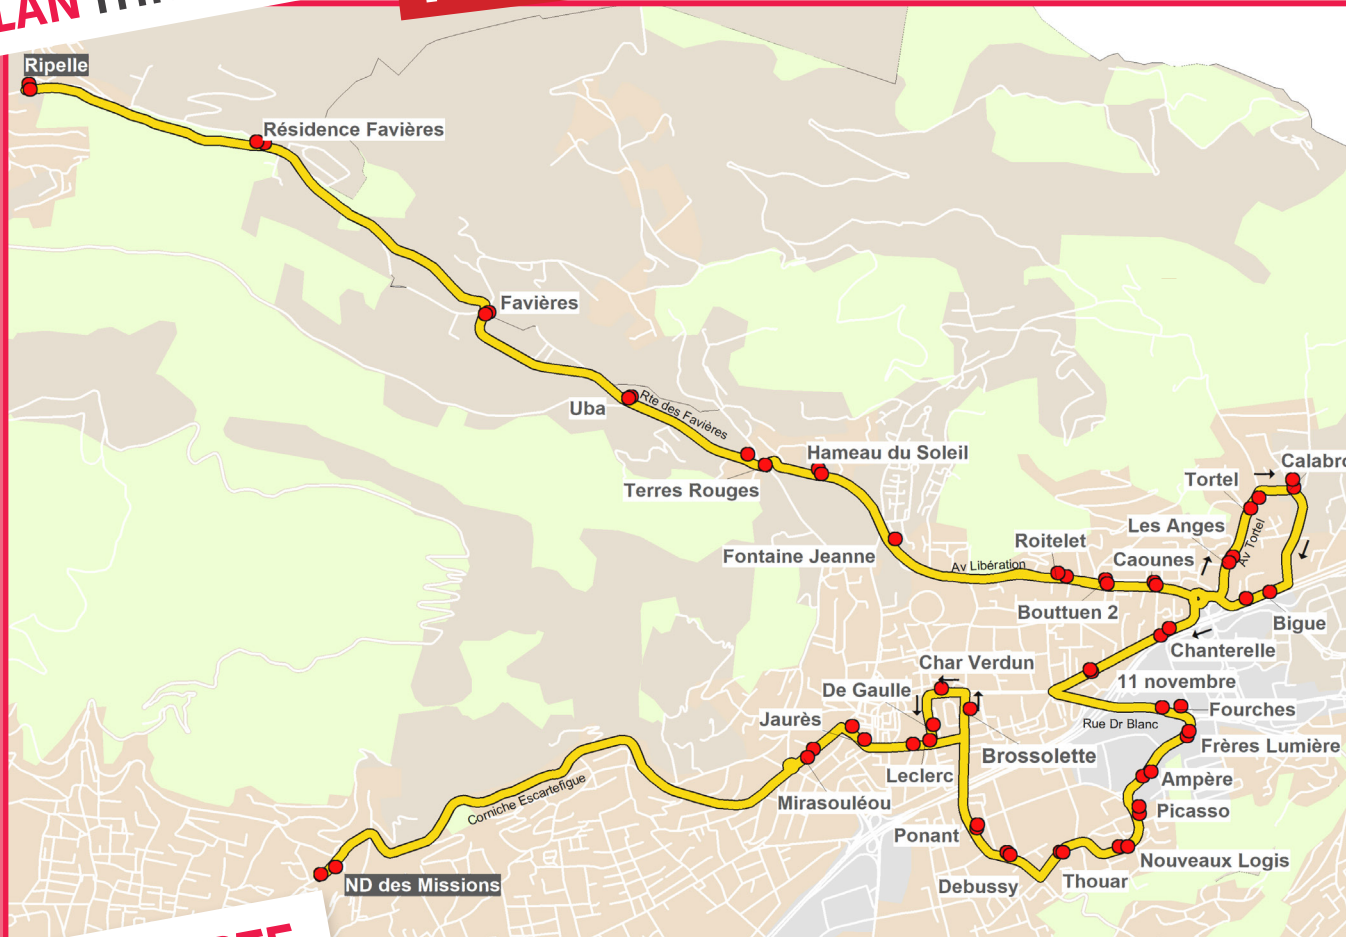 Ripelle
Résidence Favières
Favières
Uba
Rte des Favières
Hameau du Soleil
Terres Rouges
Calabro
Tortel
Les Anges
Av Tortel
Roitelet
Fontaine Jeanne
Caounes
Av Libération
Bouttuen 2
Bigue
Chanterelle
Char Verdun
11 novembre
De Gaulle
Fourches
Jaurès
Rue Dr Blanc
Frères Lumière
Brossolette
Leclerc
Ampère
Corniche Escartefigue
Mirasouléou
Picasso
Ponant
Nouveaux Logis
ND des Missions
Debussy
Thouar